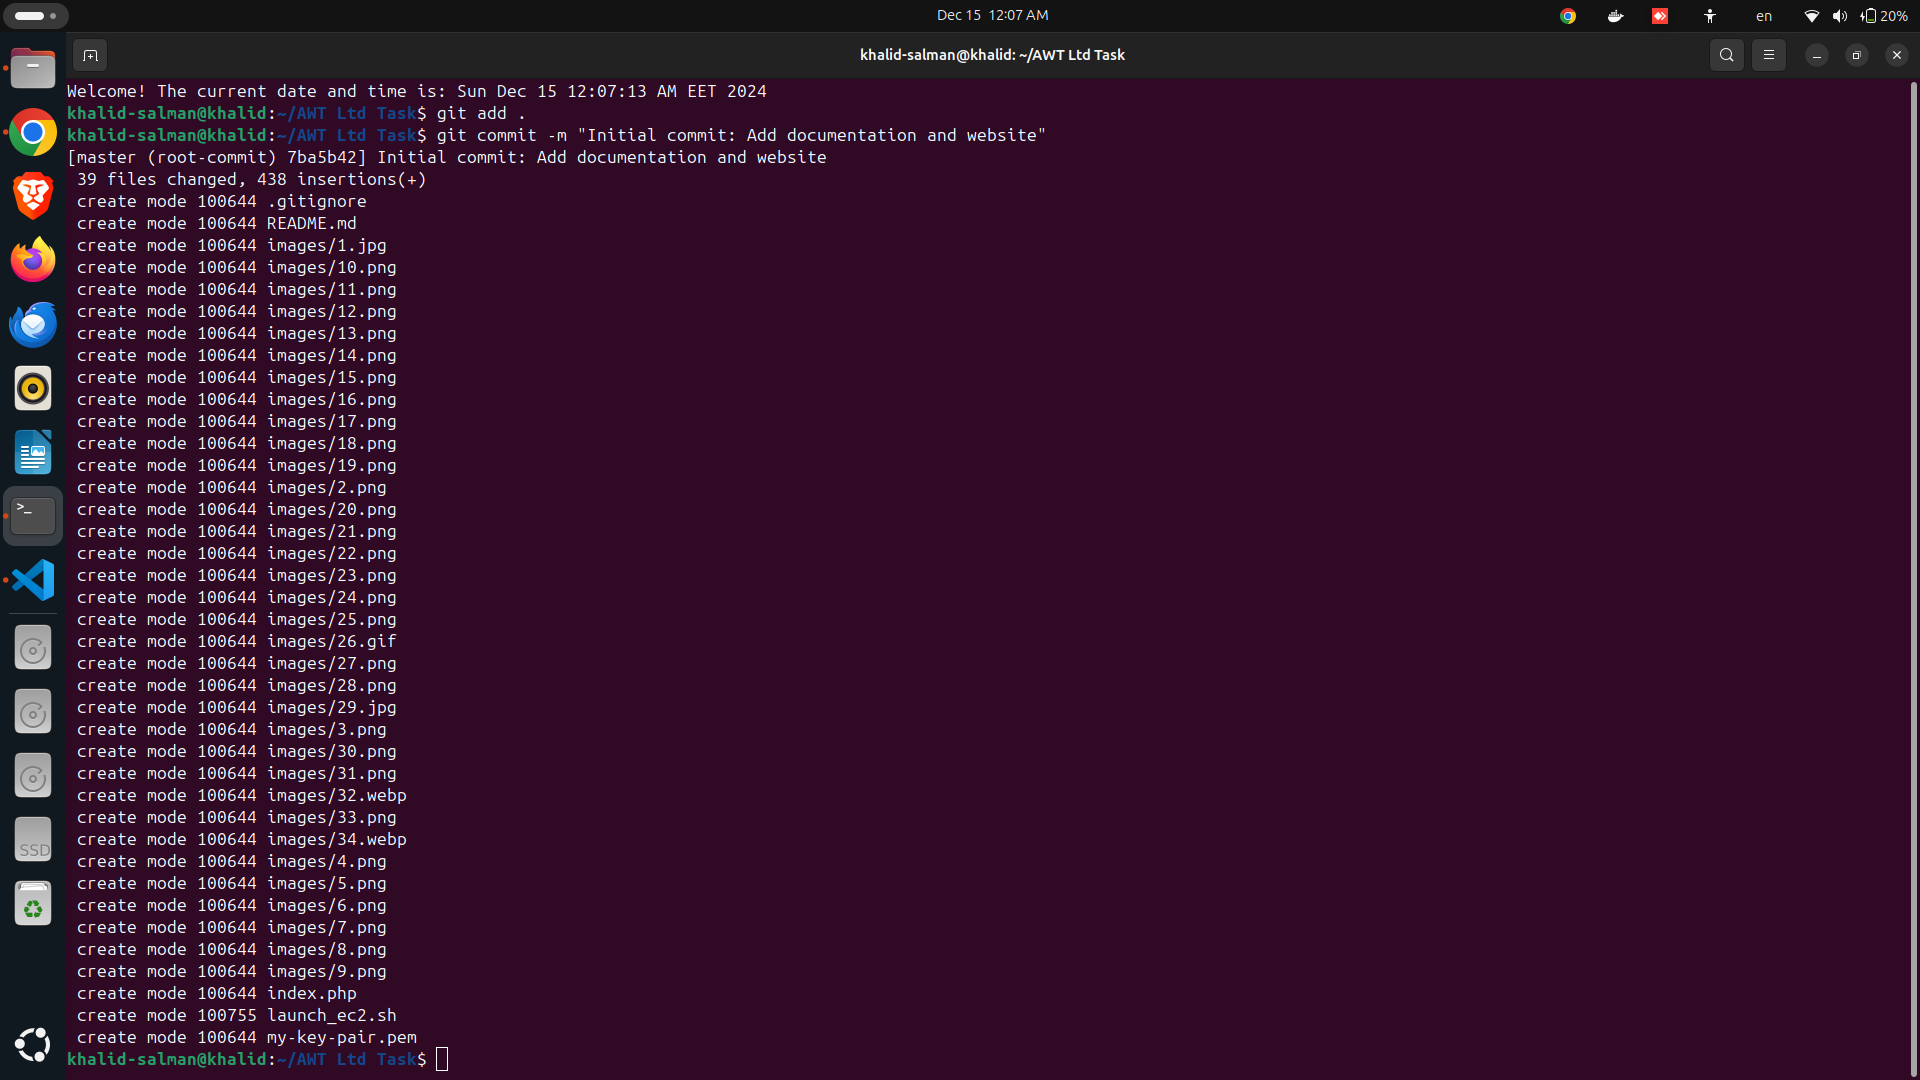 Dec 15 12:07 AM
en
20%
khalid-salman@khalid: ~/AWT Ltd Task
Welcome! The current date and time is: Sun Dec 15 12:07:13 AM EET 2024
khalid-salman@khalid:~/AWT Ltd Task$ git add .
khalid-salman@khalid:~/AWT Ltd Task$ git commit -m "Initial commit: Add documentation and website"
[master (root-commit) 7ba5b42] Initial commit: Add documentation and website
39 files changed, 438 insertions(+)
create mode 100644 .gitignore
create mode 100644 README.md
create mode 100644 images/1.jpg
create mode 100644 images/10.png
create mode 100644 images/11.png
create mode 100644 images/12.png
create mode 100644 images/13.png
create mode 100644 images/14.png
create mode 100644 images/15.png
create mode 100644 images/16.png
create mode 100644 images/17.png
create mode 100644 images/18.png
create mode 100644 images/19.png
create mode 100644 images/2.png
create mode 100644 images/20.png
create mode 100644 images/21.png
create mode 100644 images/22.png
create mode 100644 images/23.png
create mode 100644 images/24.png
create mode 100644 images/25.png
create mode 100644 images/26.gif
create mode 100644 images/27.png
create mode 100644 images/28.png
create mode 100644 images/29.jpg
create mode 100644 images/3.png
create mode 100644 images/30.png
create mode 100644 images/31.png
create mode 100644 images/32.webp
create mode 100644 images/33.png
create mode 100644 images/34.webp
create mode 100644 images/4.png
create mode 100644 images/5.png
create mode 100644 images/6.png
create mode 100644 images/7.png
create mode 100644 images/8.png
create mode 100644 images/9.png
create mode 100644 index.php
create mode 100755 launch_ec2.sh
create mode 100644 my-key-pair.pem
khalid-salman@khalid:~/AWT Ltd Task$
>_
SSD